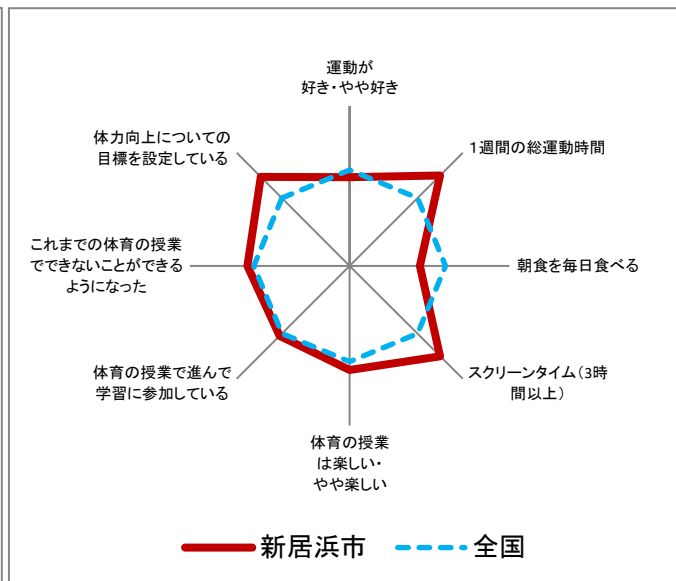 運動が
好き・やや好き
体力向上についての
目標を設定している
1週間の総運動時間
これまでの体育の授業
でできないことができる
ようになった
朝食を毎日食べる
体育の授業で進んで
学習に参加している
スクリーンタイム(3時
間以上)
体育の授業
は楽しい・
やや楽しい
新居浜市
全国